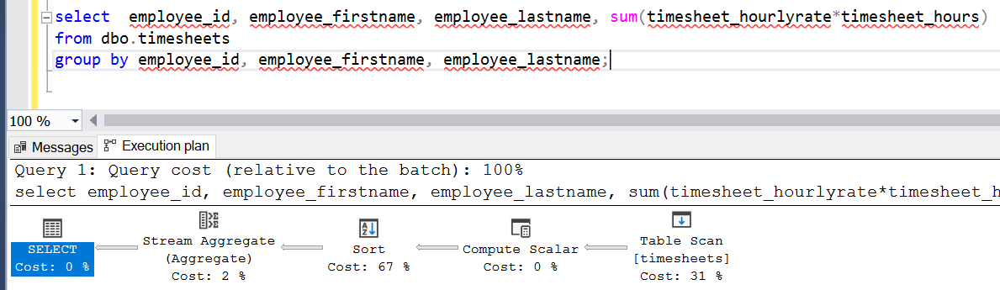 select  employee_id, employee_firstname, employee_lastname, sum(timesheet_hourlyrate*timesheet_hours)
from dbo.timesheets
group by employee_id, employee_firstname, employee_lastname;
100 %
Messages Execution plan
Query 1: Query cost (relative to the batch): 100%
select employee_id, employee_firstname, employee_lastname, sum(timesheet_hourlyrate*timesheet_h
SELECT
Cost: 0 %
Stream Aggregate
(Aggregate)
Cost: 2 %
Sort
Cost: 67 %
Compute Scalar
Cost: 0 %
Table Scan
[timesheets]
Cost: 31 %